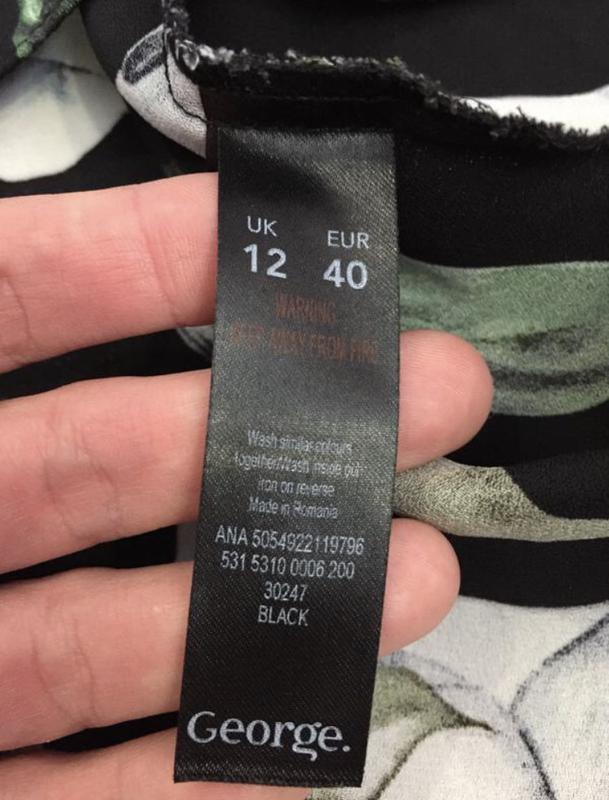 UK EUR
12 40
WARNING
KEEP AWAY FROM FIRE
Wash similar colours
together.Wash inside out
iron on reverse
Made in Romania
ANA 5054922119796
531 5310 0006 200
30247
BLACK
George.